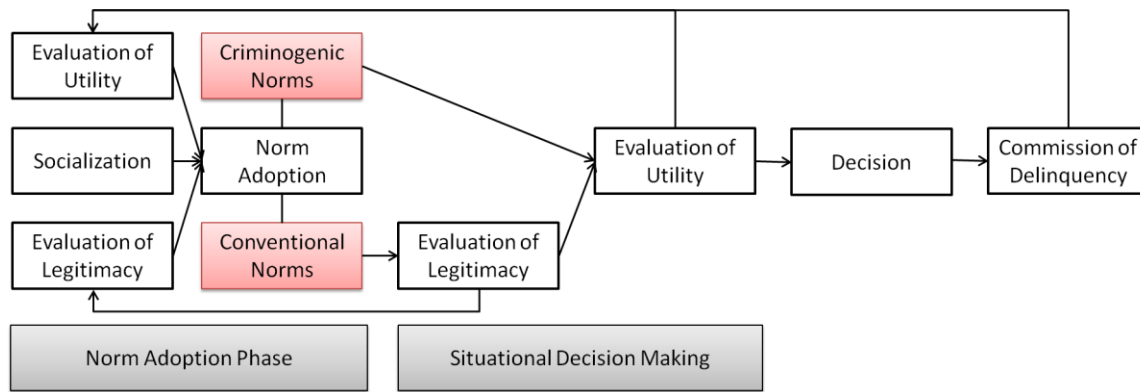 Evaluation of
Utility
Criminogenic
Norms
Socialization
Norm
Adoption
Evaluation of
Utility
Decision
Commission of
Delinquency
Evaluation of
Legitimacy
Conventional
Norms
Evaluation of
Legitimacy
Norm Adoption Phase
Situational Decision Making